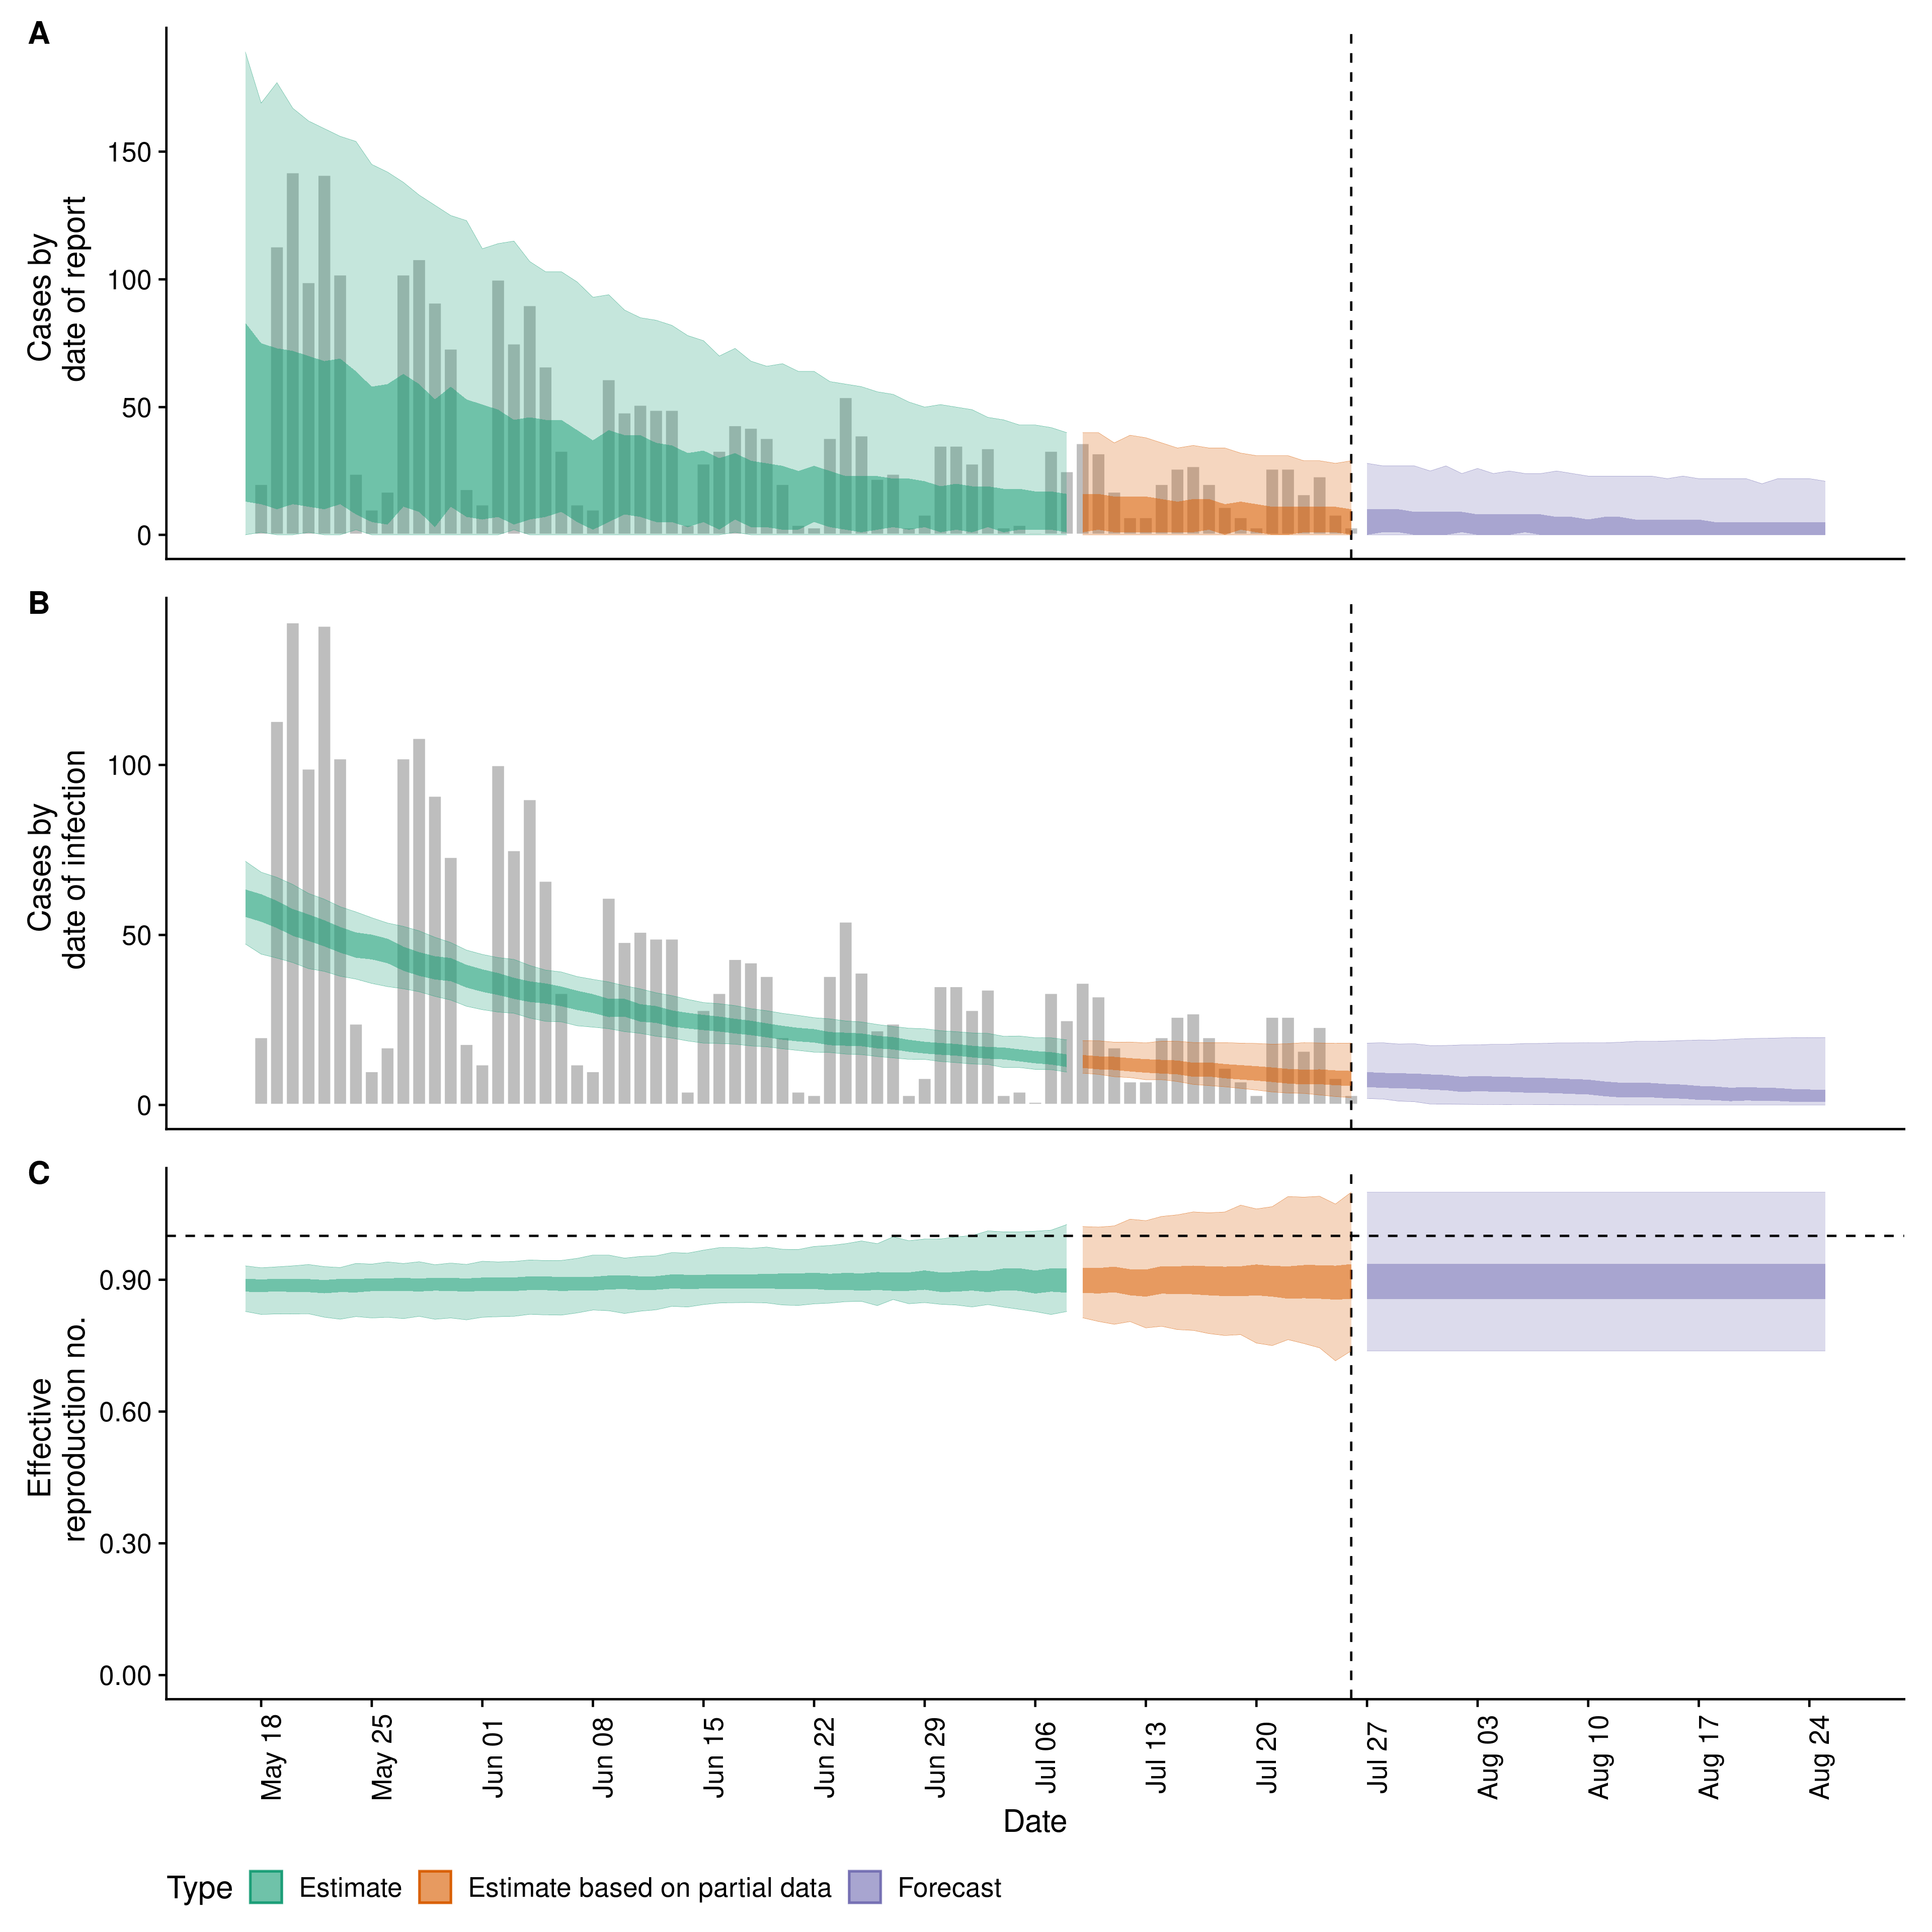 A
Cases by
date of report
150
100
50
0
B
Cases by
date of infection
100
50
0
C
Effective
reproduction no.
0.90
0.60
0.30
0.00
May 18
May 25
Jun 01
Jun 08
Jun 15
Jun 22
Jun 29
Jul 06
Jul 13
Jul 20
Jul 27
Aug 03
Aug 10
Aug 17
Aug 24
Date
Type Estimate Estimate based on partial data Forecast